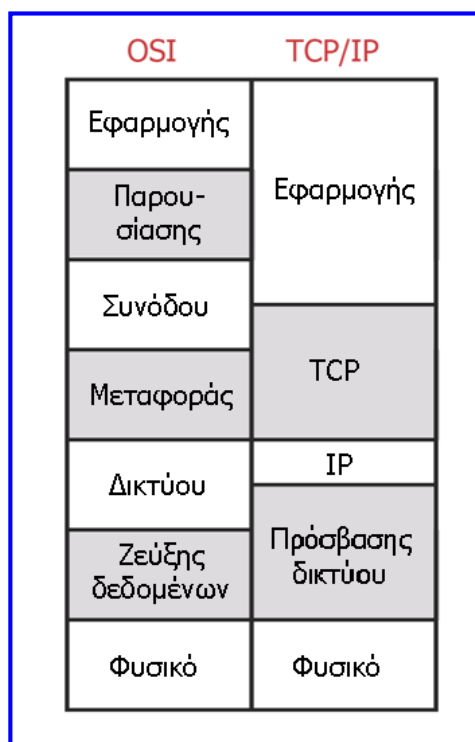 OSI
TCP/IP
Εφαρμογής
Παρου-
σίασης
Συνόδου
Μεταφοράς
Δικτύου
Ζεύξης
δεδομένων
Φυσικό
Εφαρμογής
TCP
IP
Πρόσβασης
δικτύου
Φυσικό